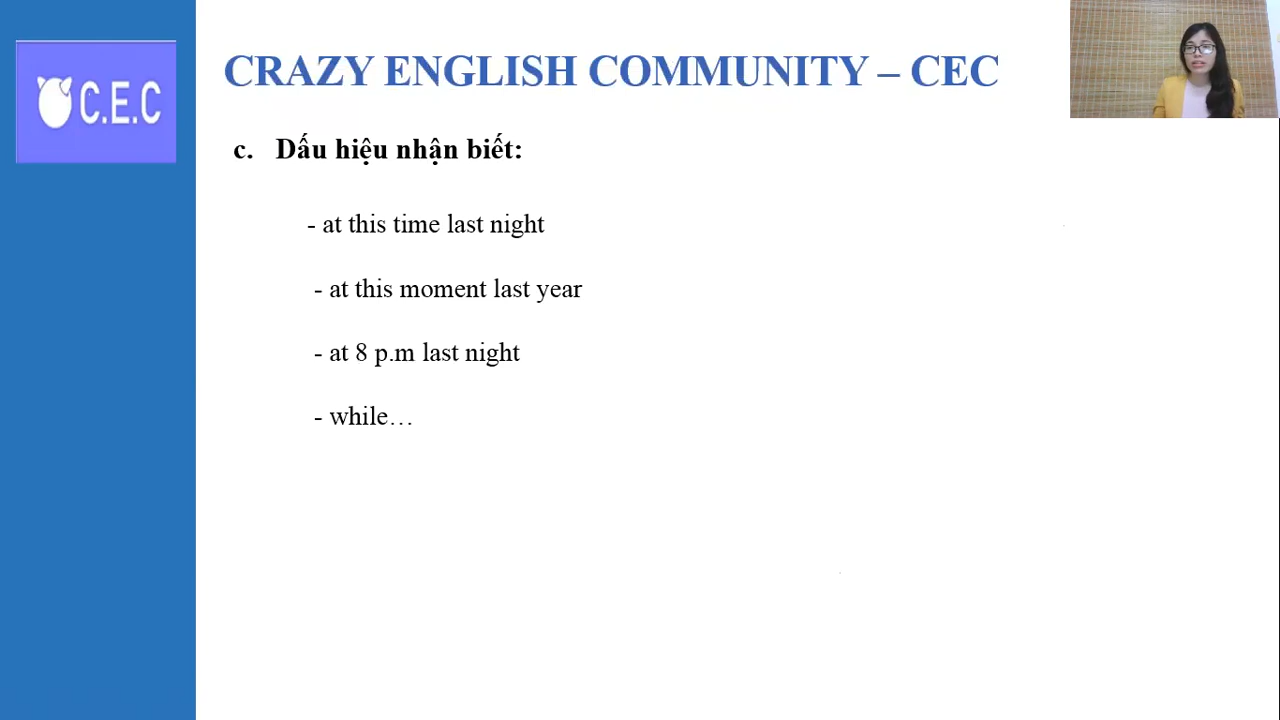 C.E.C
CRAZY ENGLISH COMMUNITY – CEC
c. Dấu hiệu nhận biết:
- at this time last night
- at this moment last year
- at 8 p.m last night
- while…